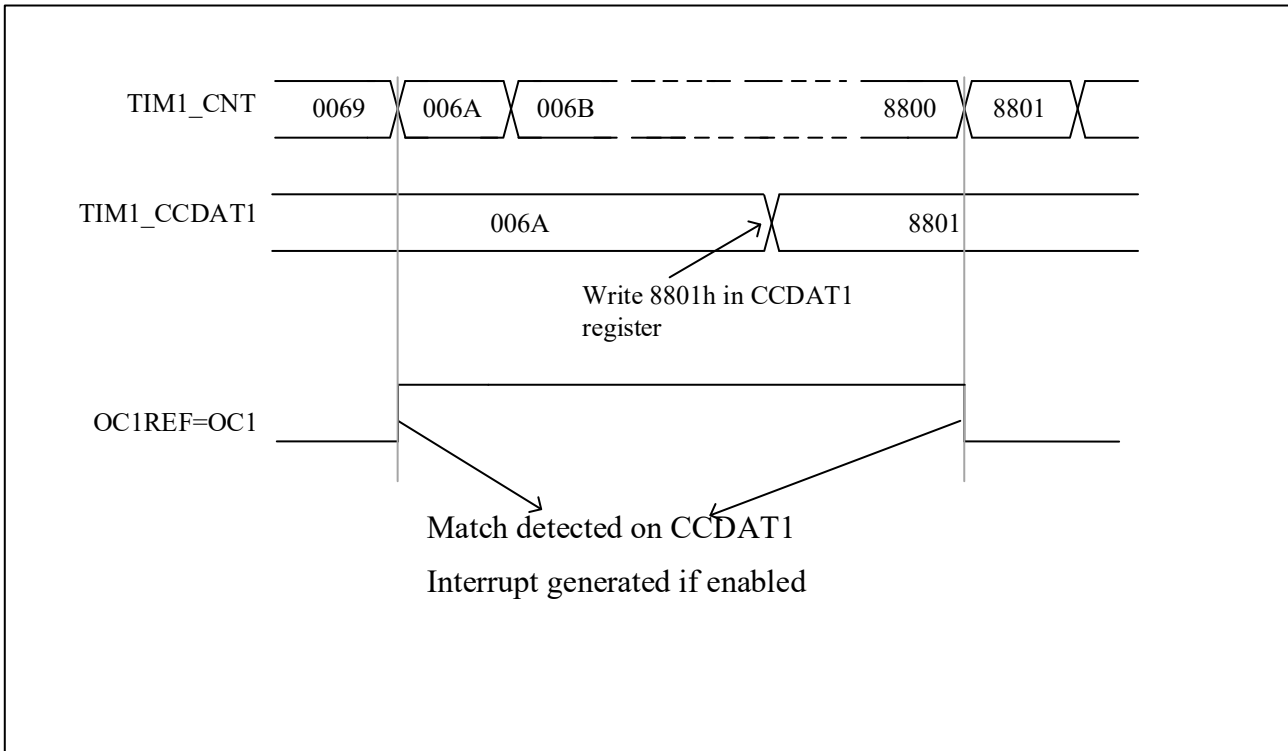 TIM1_CNT 0069 006A 006B 8800 8801
TIM1_CCDAT1 006A 8801
Write 8801h in CCDAT1
register
OC1REF=OC1
Match detected on CCDAT1
Interrupt generated if enabled